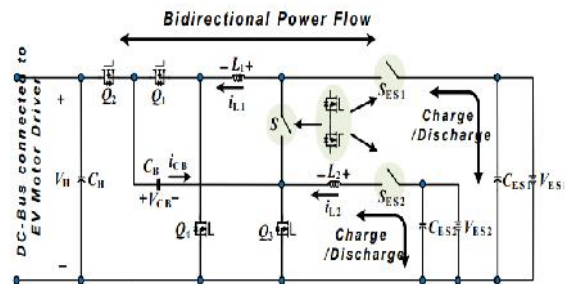 Bidirectional Power Flow
DC-Bus connected to
EV Motor Driver
Q2
Q1
−L1+
iL1
SES1
S
Charge
/Discharge
+
VH
CH
CB
iCB
+VCB−
L2+
iL2
SES2
CES1
VES1
CES2
VES2
Q3
Charge
/Discharge
−